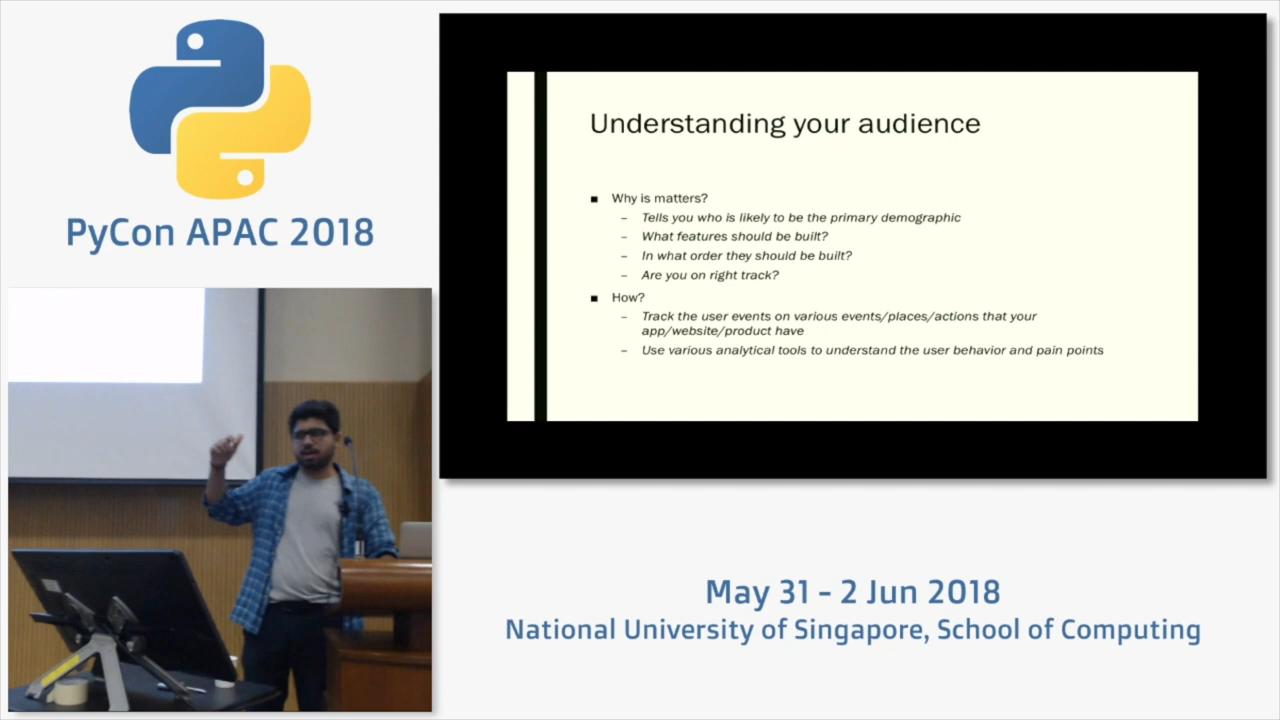 PyCon APAC 2018
Understanding your audience
■ Why is matters?
– Tells you who is likely to be the primary demographic
– What features should be built?
– In what order they should be built?
– Are you on right track?
■ How?
– Track the user events on various events/places/actions that your
app/website/product have
– Use various analytical tools to understand the user behavior and pain points
May 31 - 2 Jun 2018
National University of Singapore, School of Computing